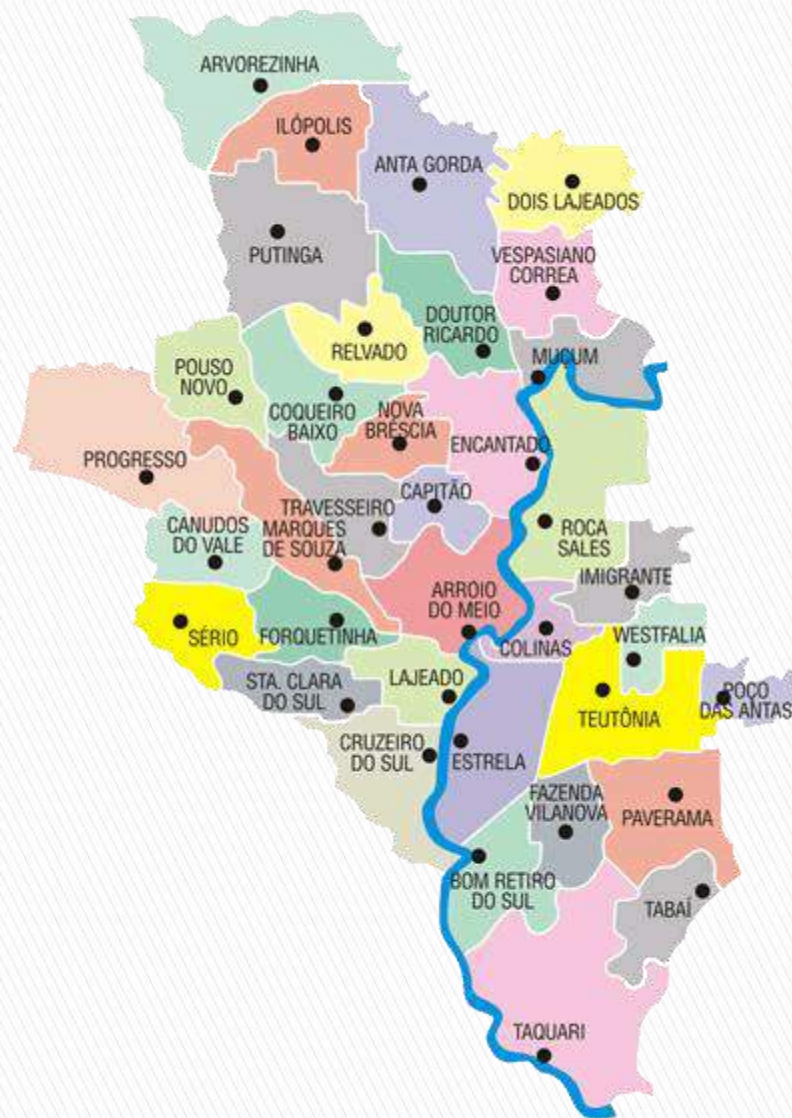 ARVOREZINHA
ILÓPOLIS
ANTA GORDA
DOIS LAJEADOS
PUTINGA
VESPASIANO
CORREA
DOUTOR
RICARDO
RELVADO
MUÇUM
POUSO
NOVO
COQUEIRO
BAIXO
NOVA
BRÉSCIA
ENCANTADO
PROGRESSO
CAPITÃO
TRAVESSEIRO
CANUDOS
DO VALE
MARQUES
DE SOUZA
ROCA
SALES
IMIGRANTE
ARROIO
DO MEIO
SÉRIO
FORQUETINHA
COLINAS
WESTFALIA
STA. CLARA
DO SUL
LAJEADO
POÇO
DAS ANTAS
TEUTÔNIA
CRUZEIRO
DO SUL
ESTRELA
FAZENDA
VILANOVA
PAVERAMA
BOM RETIRO
DO SUL
TABAÍ
TAQUARI